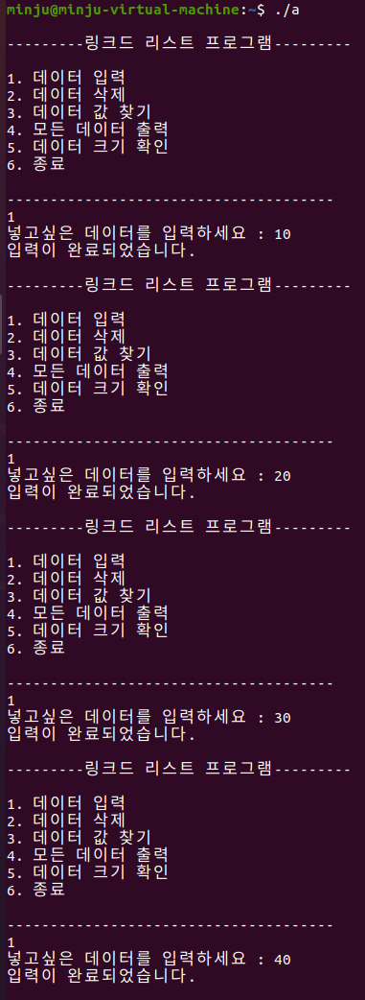 minju@minju-virtual-machine:~$ ./a
---------링크드 리스트 프로그램---------
1. 데이터 입력
2. 데이터 삭제
3. 데이터 값 찾기
4. 모든 데이터 출력
5. 데이터 크기 확인
6. 종료
--------------------------------------
1
넣고싶은 데이터를 입력하세요 : 10
입력이 완료되었습니다.
---------링크드 리스트 프로그램---------
1. 데이터 입력
2. 데이터 삭제
3. 데이터 값 찾기
4. 모든 데이터 출력
5. 데이터 크기 확인
6. 종료
--------------------------------------
1
넣고싶은 데이터를 입력하세요 : 20
입력이 완료되었습니다.
---------링크드 리스트 프로그램---------
1. 데이터 입력
2. 데이터 삭제
3. 데이터 값 찾기
4. 모든 데이터 출력
5. 데이터 크기 확인
6. 종료
--------------------------------------
1
넣고싶은 데이터를 입력하세요 : 30
입력이 완료되었습니다.
---------링크드 리스트 프로그램---------
1. 데이터 입력
2. 데이터 삭제
3. 데이터 값 찾기
4. 모든 데이터 출력
5. 데이터 크기 확인
6. 종료
--------------------------------------
1
넣고싶은 데이터를 입력하세요 : 40
입력이 완료되었습니다.